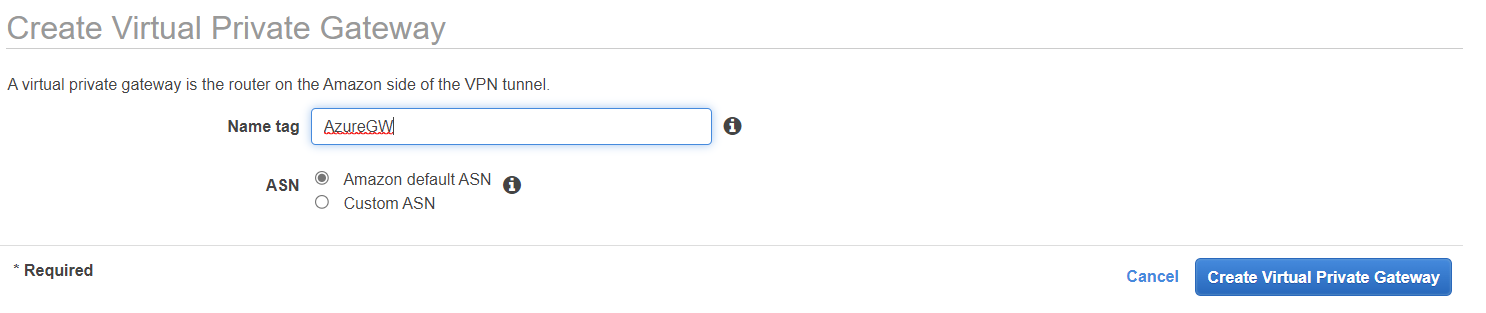 Create Virtual Private Gateway
A virtual private gateway is the router on the Amazon side of the VPN tunnel.
Name tag AzureGW
ASN Amazon default ASN
Custom ASN
* Required
Cancel Create Virtual Private Gateway